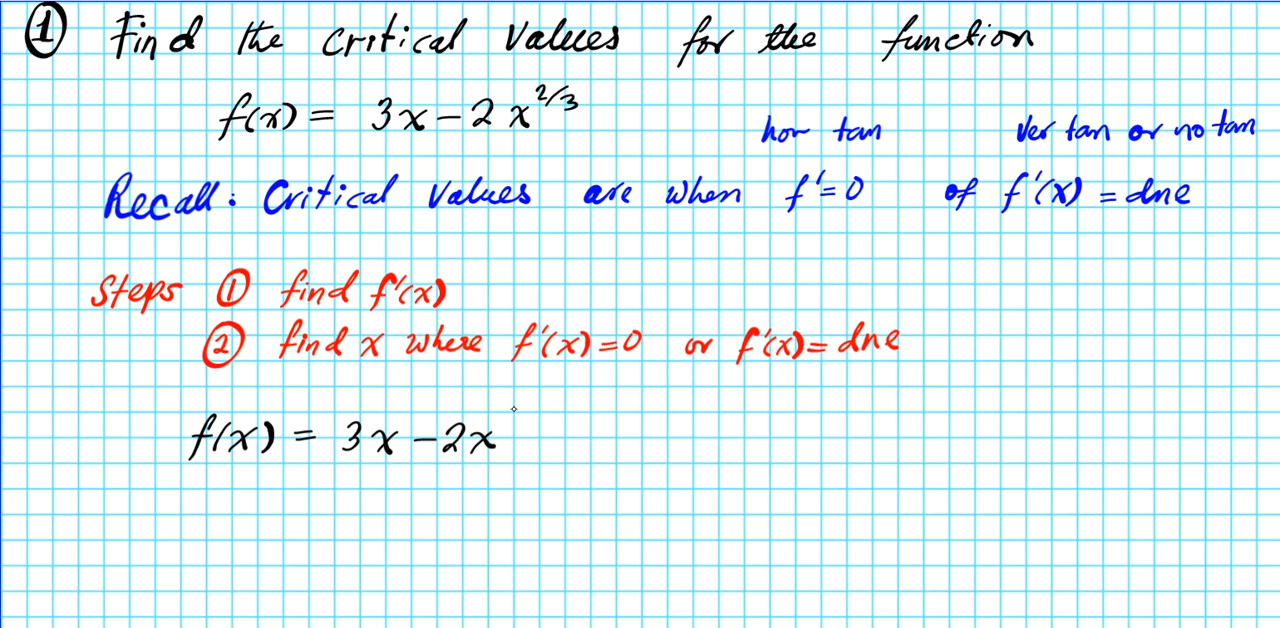 ① Find the critical values for the function
f(x) = 3x - 2x^{2/3}
hor tan ver tan or no tan
Recall: Critical values are when f' = 0 of f'(x) = dne
Steps ① find f'(x)
② find x where f'(x) = 0 or f'(x) = dne
f(x) = 3x - 2x